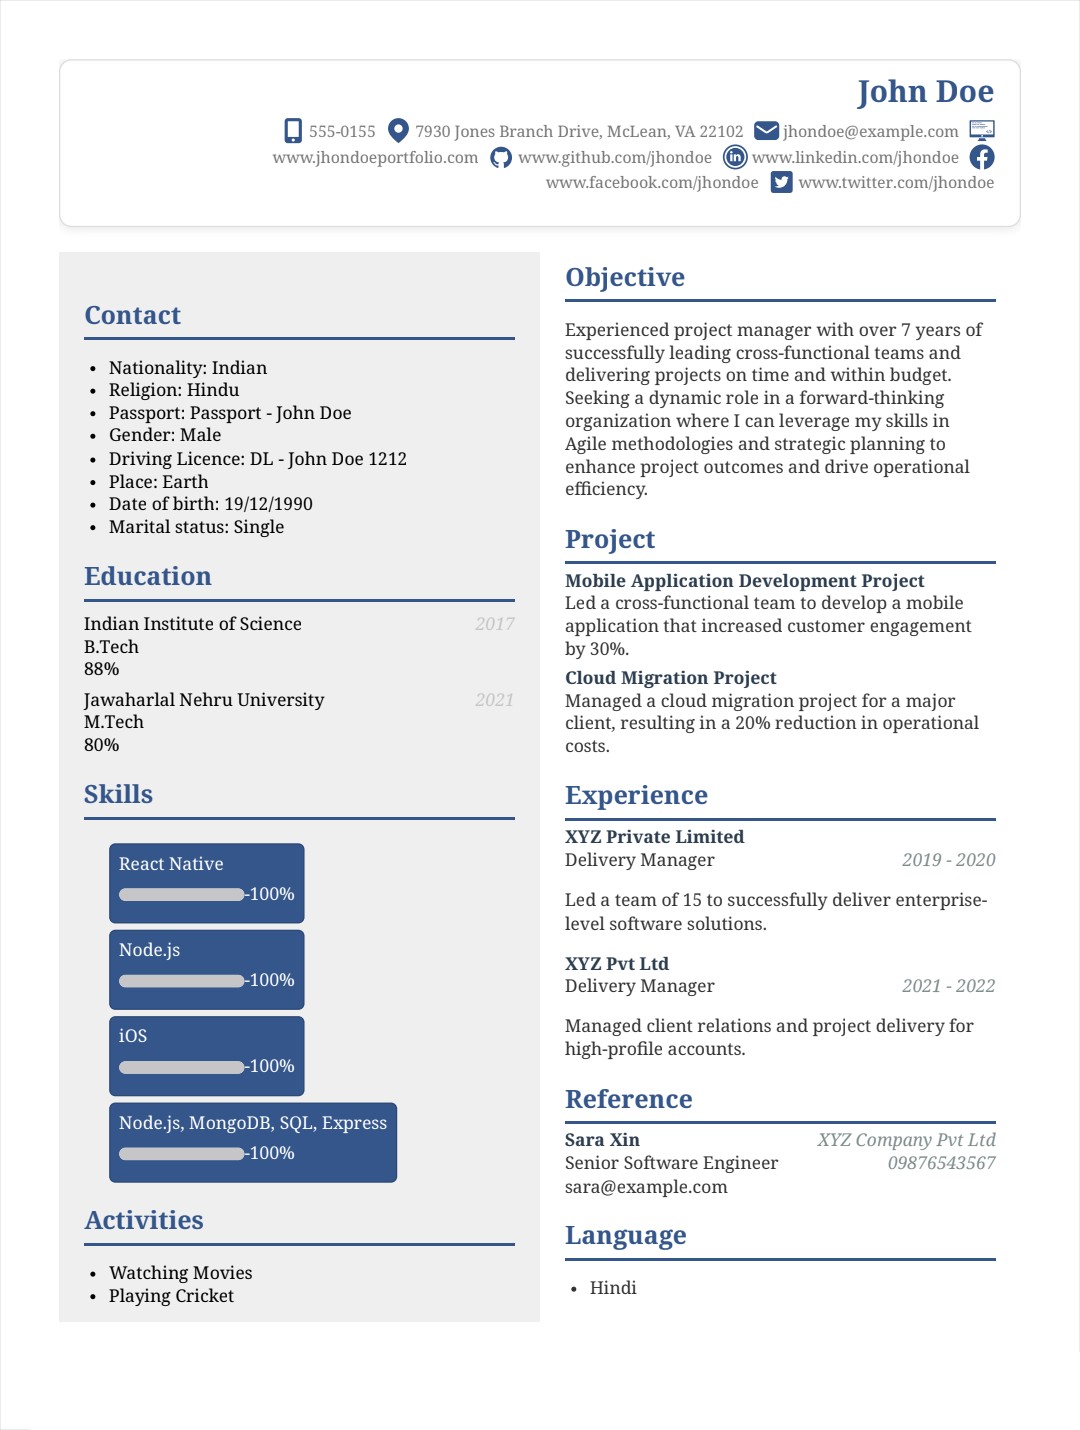 John Doe
555-0155 7930 Jones Branch Drive, McLean, VA 22102 jhondoe@example.com
www.jhondoeportfolio.com www.github.com/jhondoe www.linkedin.com/jhondoe
www.facebook.com/jhondoe www.twitter.com/jhondoe
Contact
• Nationality: Indian
• Religion: Hindu
• Passport: Passport - John Doe
• Gender: Male
• Driving Licence: DL - John Doe 1212
• Place: Earth
• Date of birth: 19/12/1990
• Marital status: Single
Education
Indian Institute of Science 2017
B.Tech
88%
Jawaharlal Nehru University 2021
M.Tech
80%
Skills
React Native
-100%
Node.js
-100%
iOS
-100%
Node.js, MongoDB, SQL, Express
-100%
Activities
• Watching Movies
• Playing Cricket
Objective
Experienced project manager with over 7 years of
successfully leading cross-functional teams and
delivering projects on time and within budget.
Seeking a dynamic role in a forward-thinking
organization where I can leverage my skills in
Agile methodologies and strategic planning to
enhance project outcomes and drive operational
efficiency.
Project
Mobile Application Development Project
Led a cross-functional team to develop a mobile
application that increased customer engagement
by 30%.
Cloud Migration Project
Managed a cloud migration project for a major
client, resulting in a 20% reduction in operational
costs.
Experience
XYZ Private Limited
Delivery Manager 2019 - 2020
Led a team of 15 to successfully deliver enterprise-
level software solutions.
XYZ Pvt Ltd
Delivery Manager 2021 - 2022
Managed client relations and project delivery for
high-profile accounts.
Reference
Sara Xin XYZ Company Pvt Ltd
Senior Software Engineer 09876543567
sara@example.com
Language
• Hindi